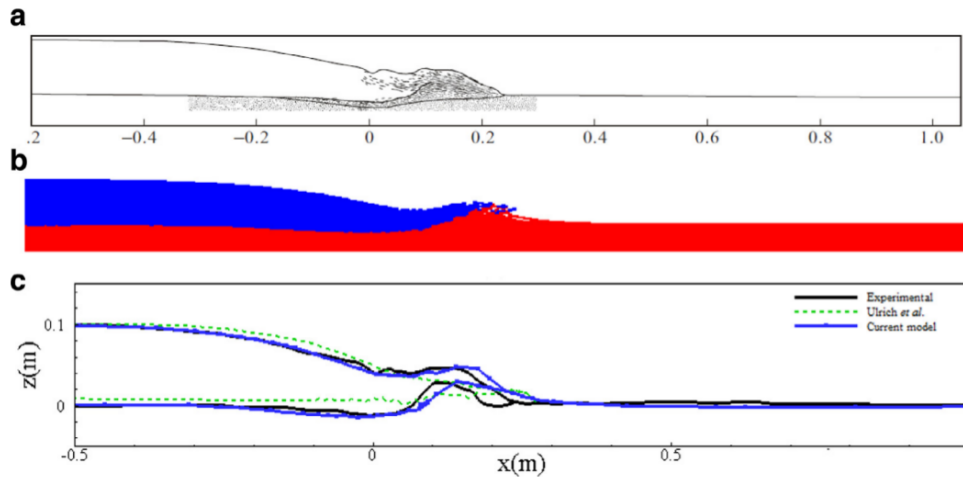 a
.2 −0.4 −0.2 0 0.2 0.4 0.6 0.8 1.0
b
c
Experimental
Ulrich et al.
Current model
0.1
z(m)
0
-0.5 0 0.5
x(m)